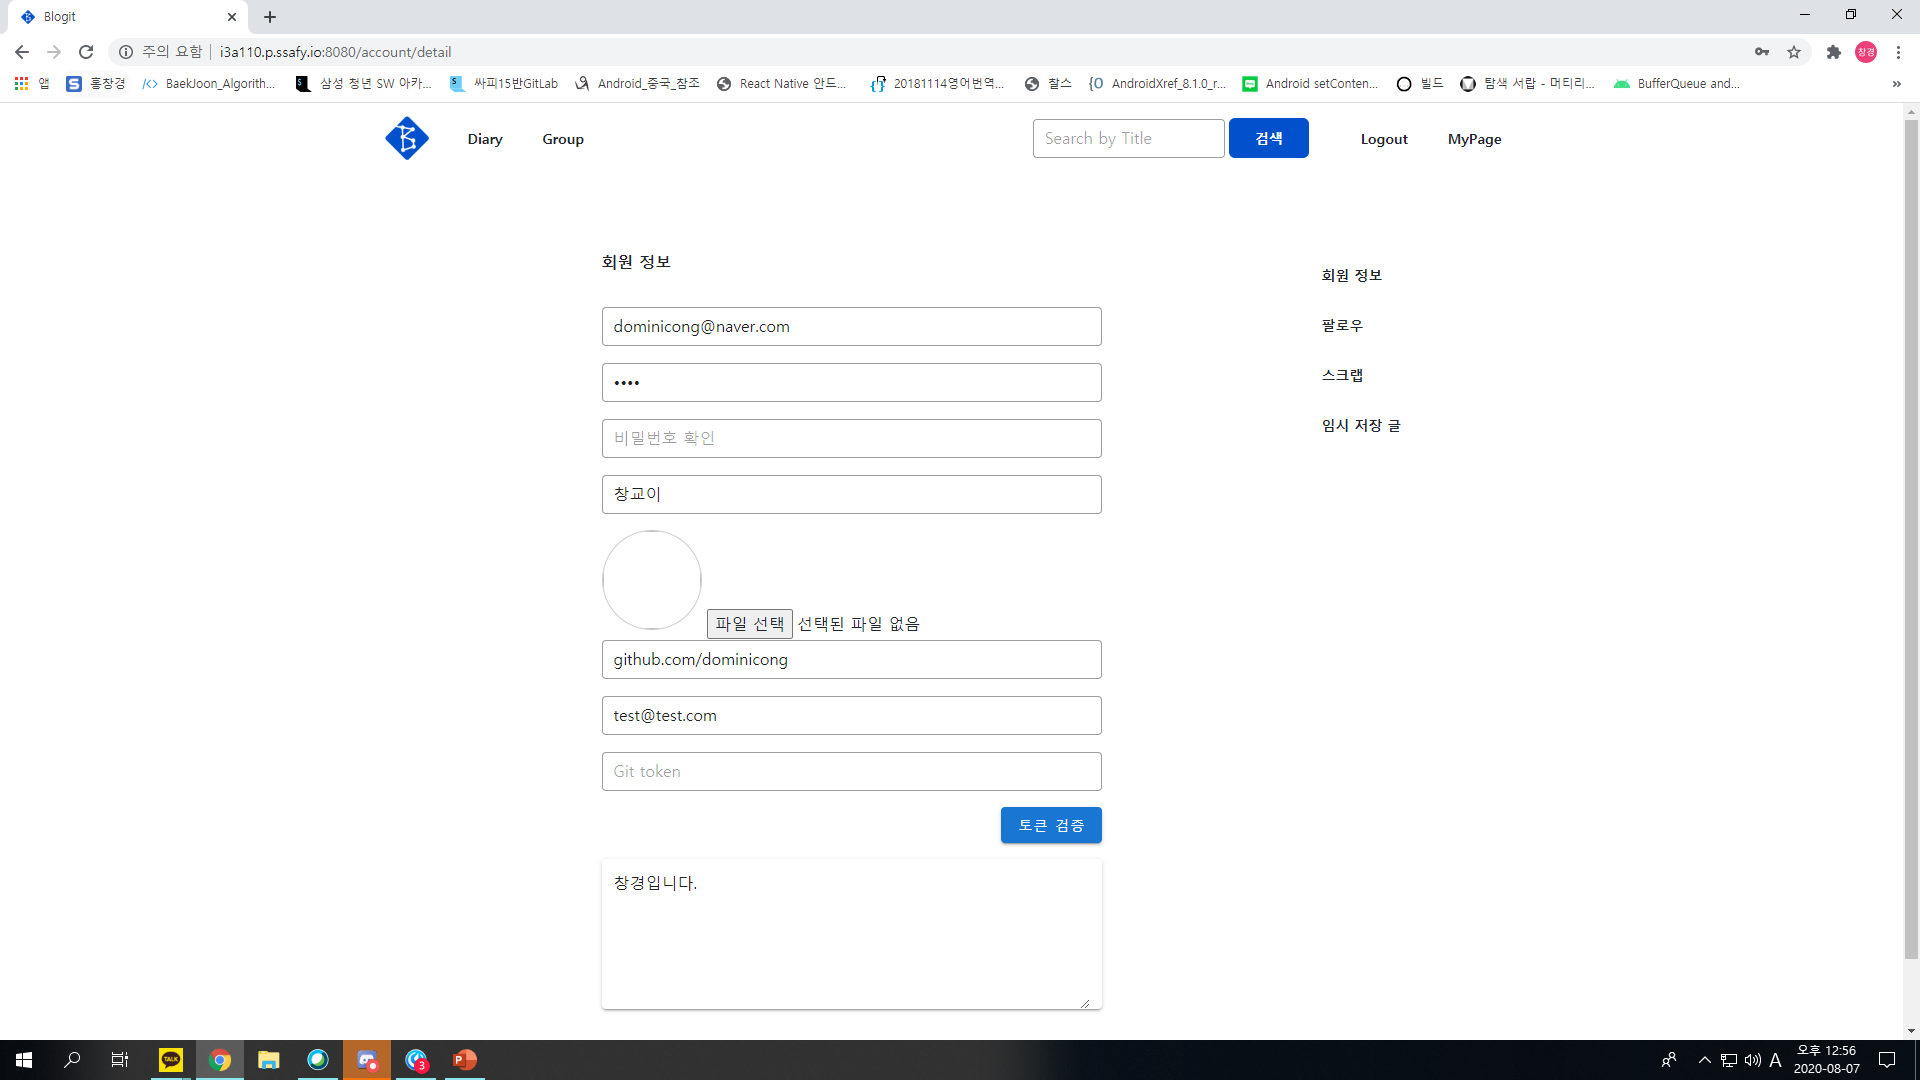 Blogit
주의 요함 | i3a110.p.ssafy.io:8080/account/detail
창경
앱
홍창경
BaekJoon_Algorith...
삼성 청년 SW 아카...
싸피15반GitLab
Android_중국_참조
React Native 안드...
20181114영어번역...
찰스
AndroidXref_8.1.0_r...
Android setConten...
빌드
탐색 서랍 - 머티리...
BufferQueue and...
»
Diary
Group
Search by Title
검색
Logout
MyPage
회원 정보
dominicong@naver.com
••••
비밀번호 확인
창교이
파일 선택 선택된 파일 없음
github.com/dominicong
test@test.com
Git token
토큰 검증
창경입니다.
회원 정보
팔로우
스크랩
임시 저장 글
TALK
3
P
A
오후 12:56
2020-08-07